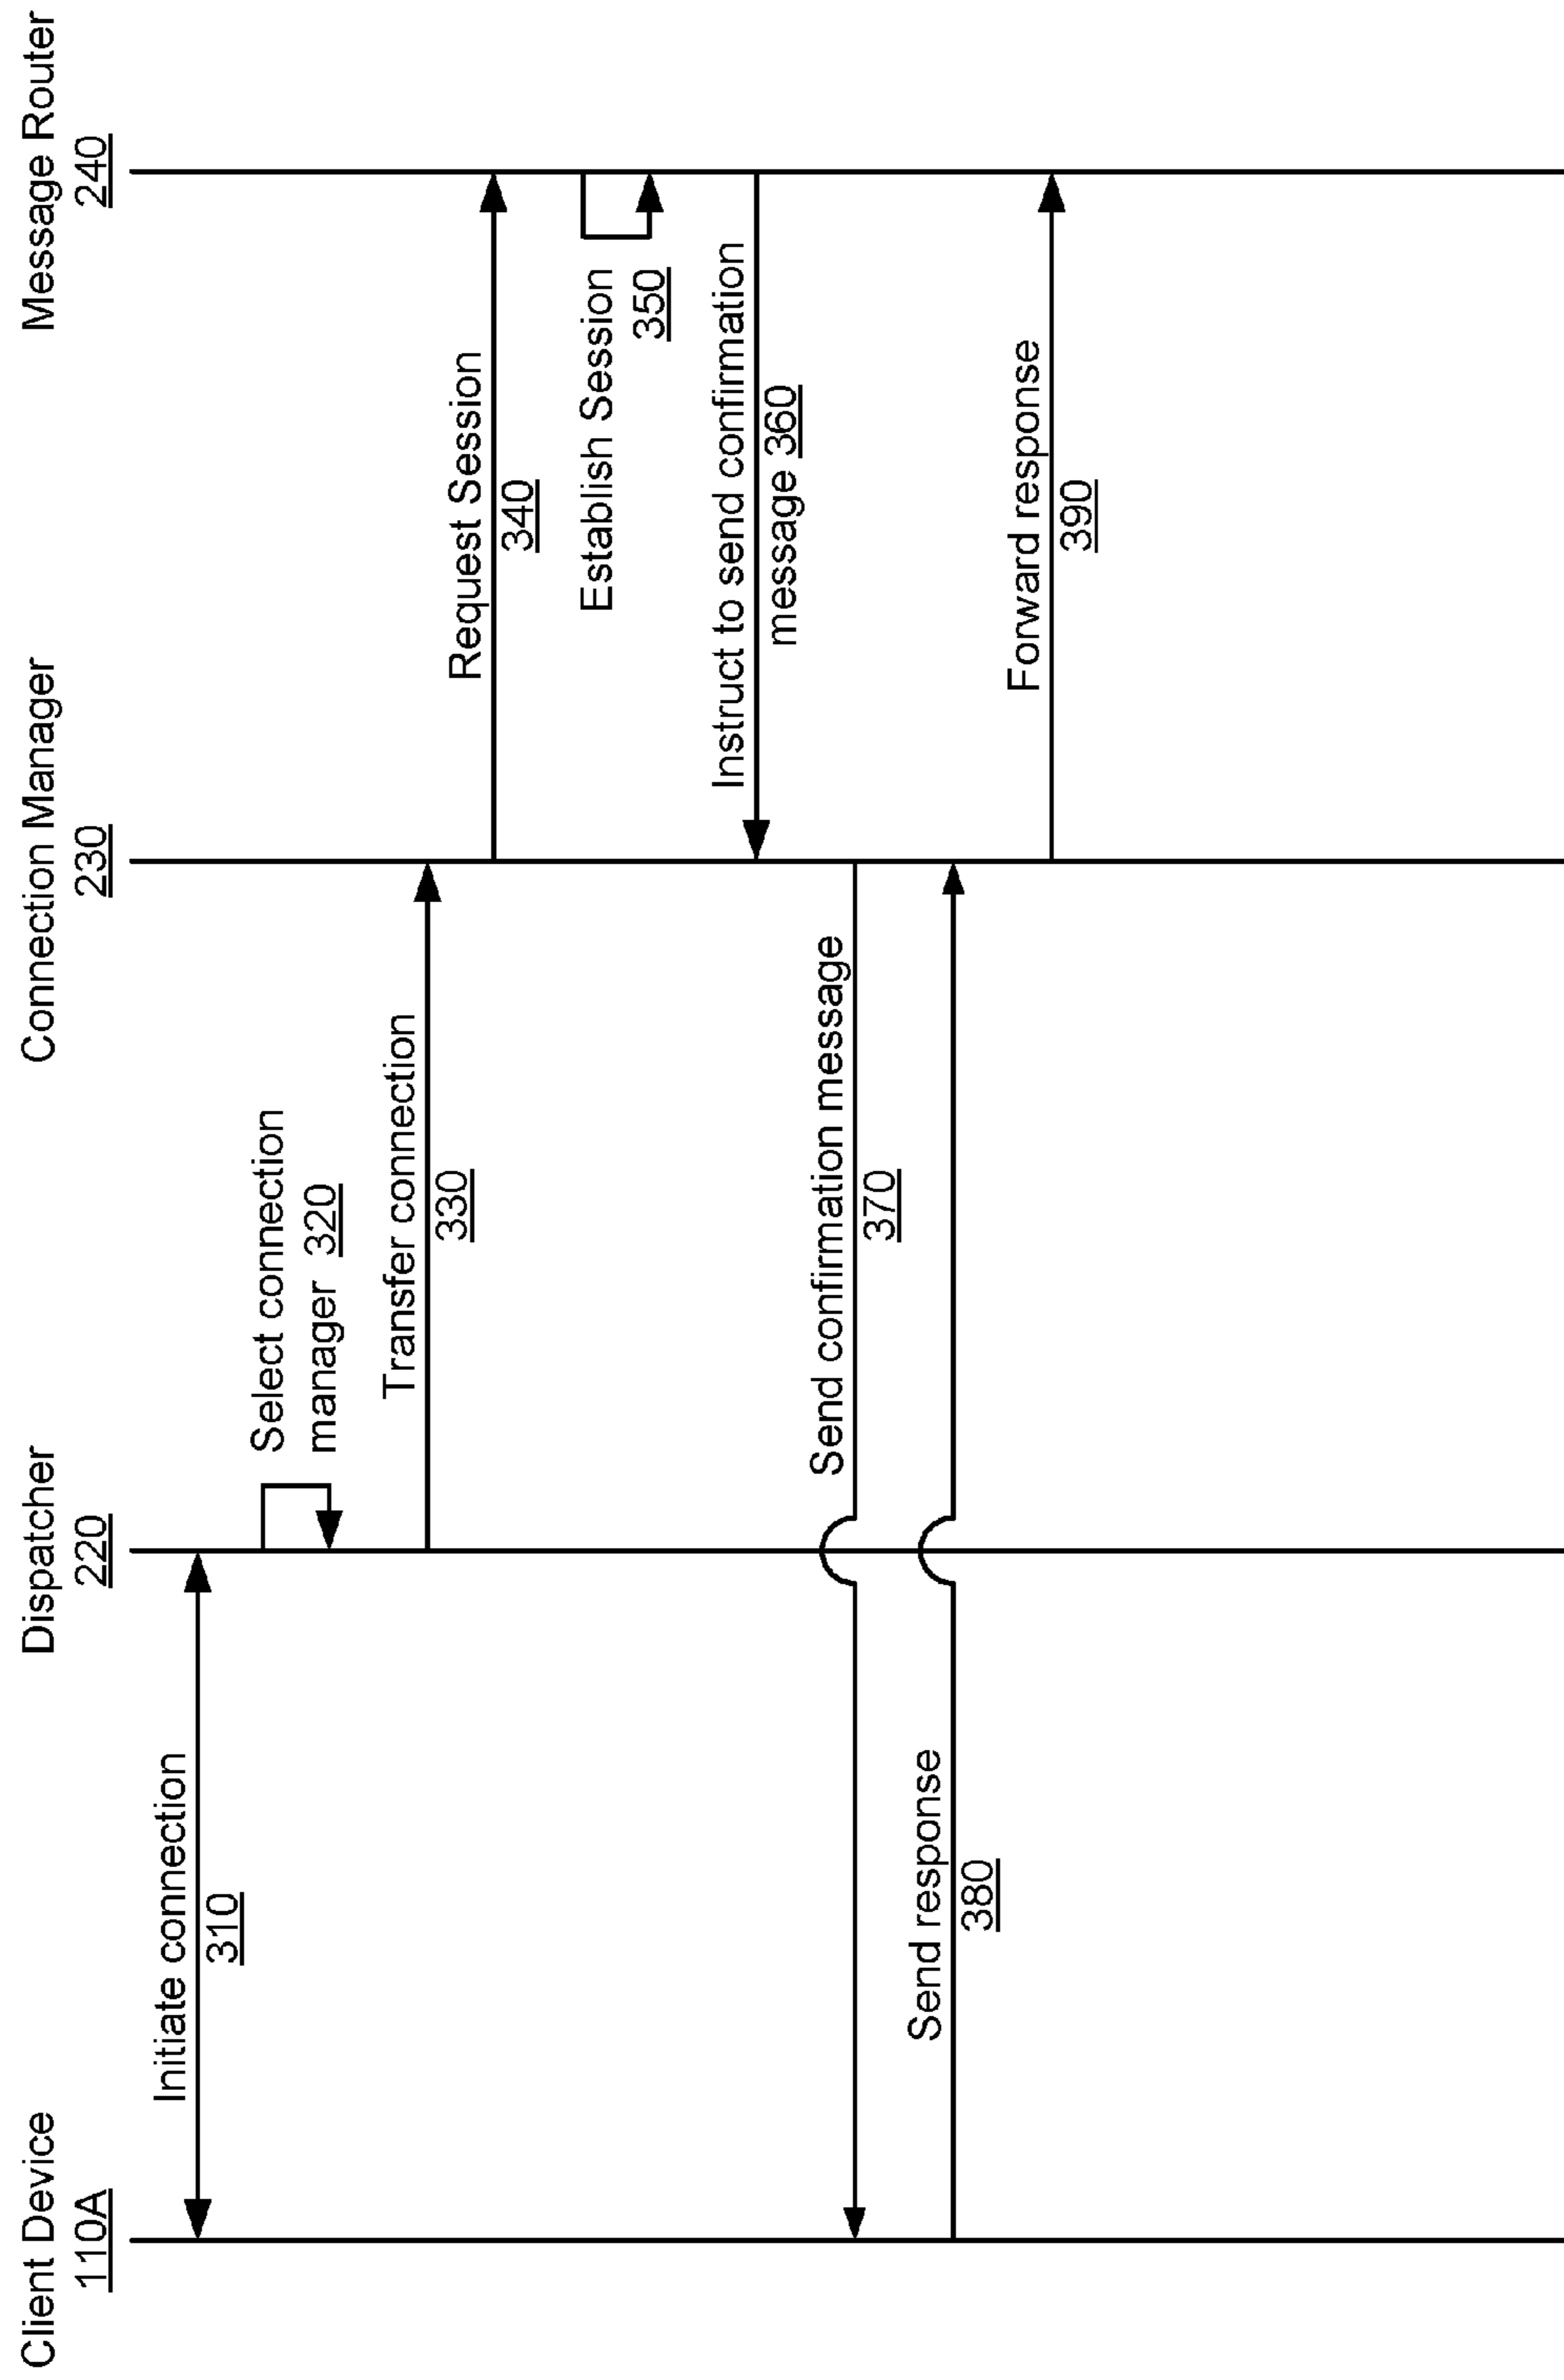 Client Device
110A
Dispatcher
220
Connection Manager
230
Message Router
240
Initiate connection
310
Select connection
manager 320
Transfer connection
330
Request Session
340
Establish Session
350
Instruct to send confirmation
message 360
Send confirmation message
370
Send response
380
Forward response
390